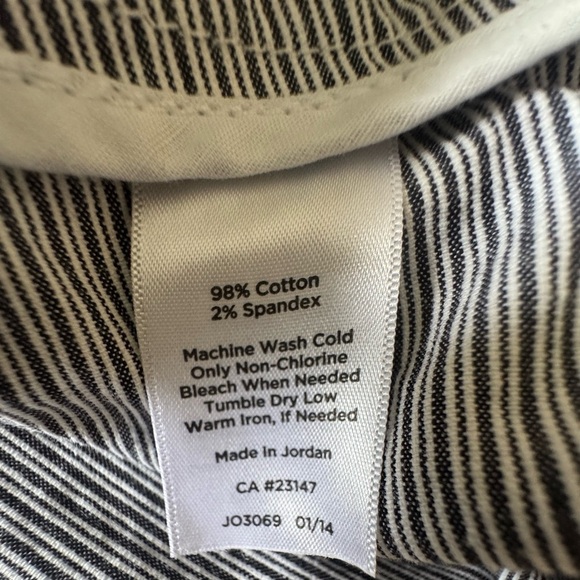 98% Cotton
2% Spandex
Machine Wash Cold
Only Non-Chlorine
Bleach When Needed
Tumble Dry Low
Warm Iron, If Needed
Made in Jordan
CA #23147
JO3069 01/14